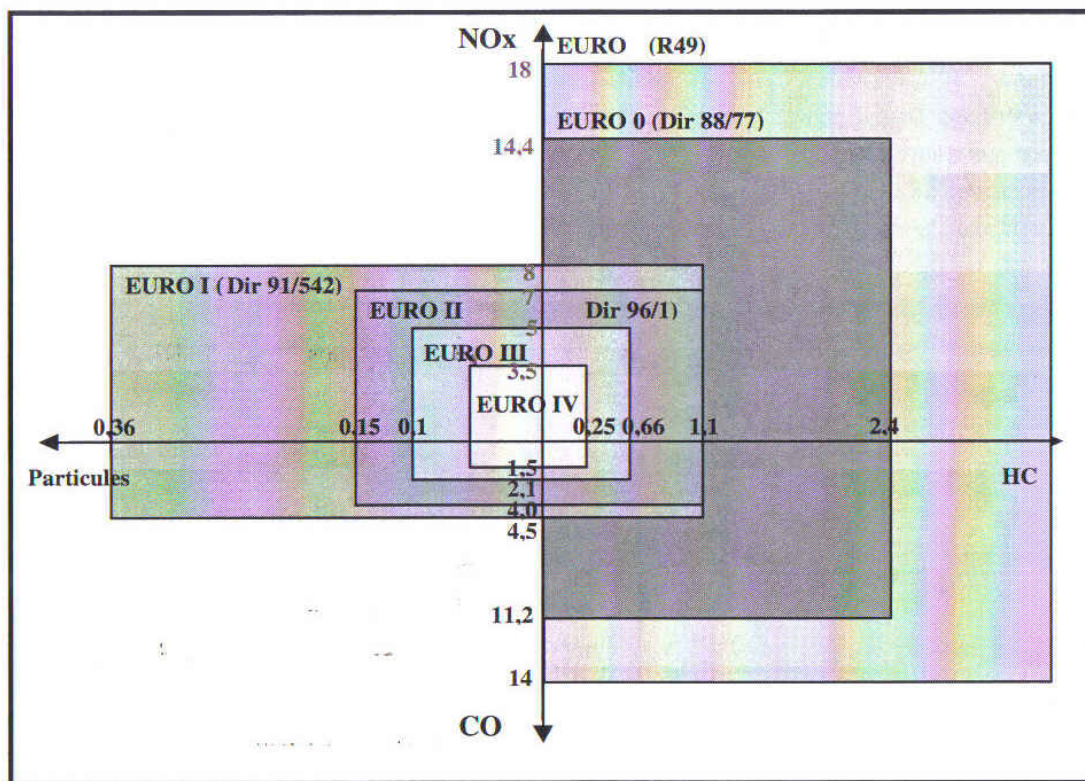 NOx
EURO (R49)
18
EURO 0 (Dir 88/77)
14,4
8
EURO I (Dir 91/542)
7
EURO II Dir 96/1)
5
EURO III
3,5
EURO IV
0,36 0,15 0,1 0,25 0,66 1,1 2,4
Particules HC
1,5
2,1
4,0
4,5
11,2
14
CO